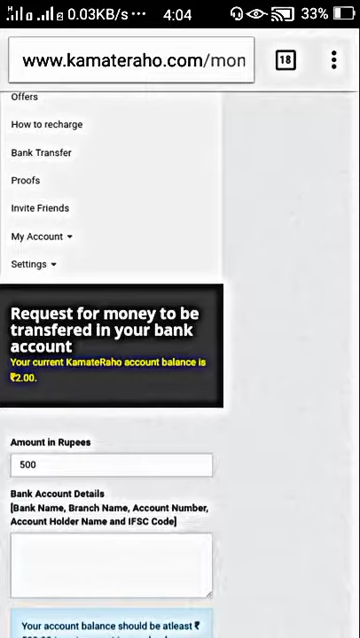 0.03KB/s ··· 4:04 33%
www.kamateraho.com/mon 18
Offers
How to recharge
Bank Transfer
Proofs
Invite Friends
My Account
Settings
Request for money to be
transfered in your bank
account
Your current KamateRaho account balance is
₹2.00.
Amount in Rupees
500
Bank Account Details
[Bank Name, Branch Name, Account Number,
Account Holder Name and IFSC Code]
Your account balance should be atleast ₹